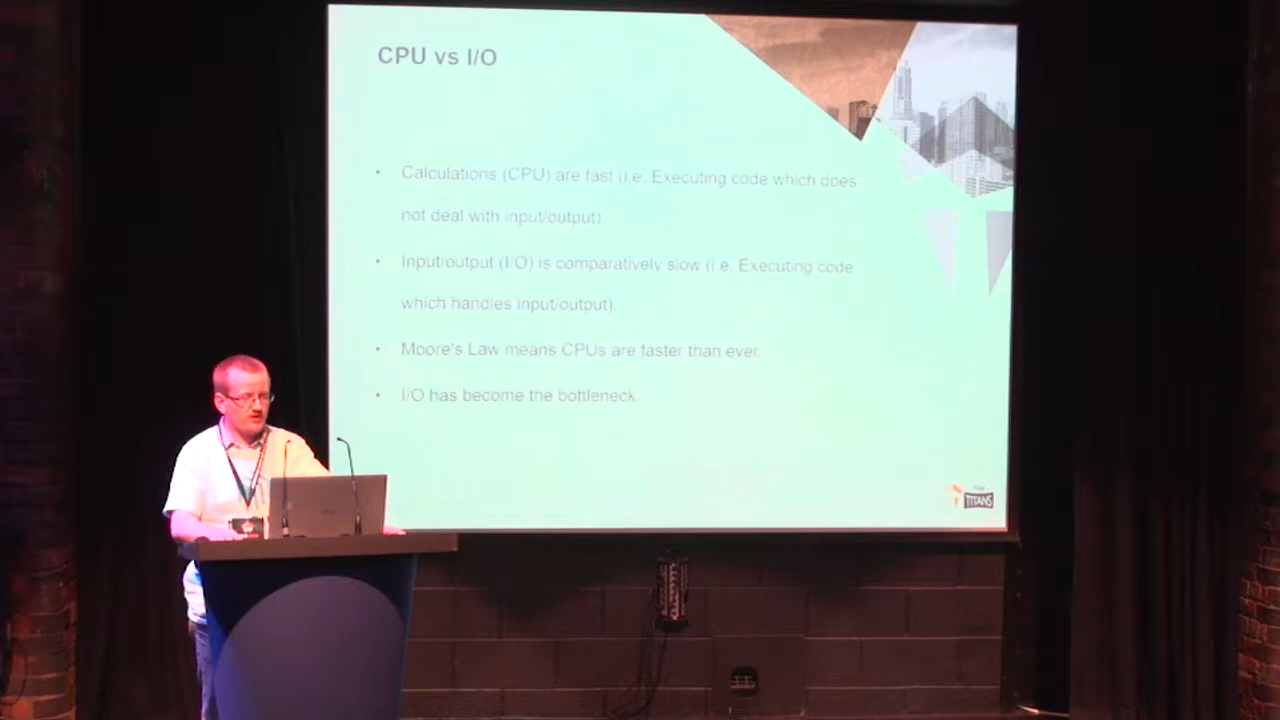 CPU vs I/O
• Calculations (CPU) are fast (i.e. Executing code which does
not deal with input/output).
• Input/output (I/O) is comparatively slow (i.e. Executing code
which handles input/output).
• Moore's Law means CPUs are faster than ever.
• I/O has become the bottleneck.
TITANS